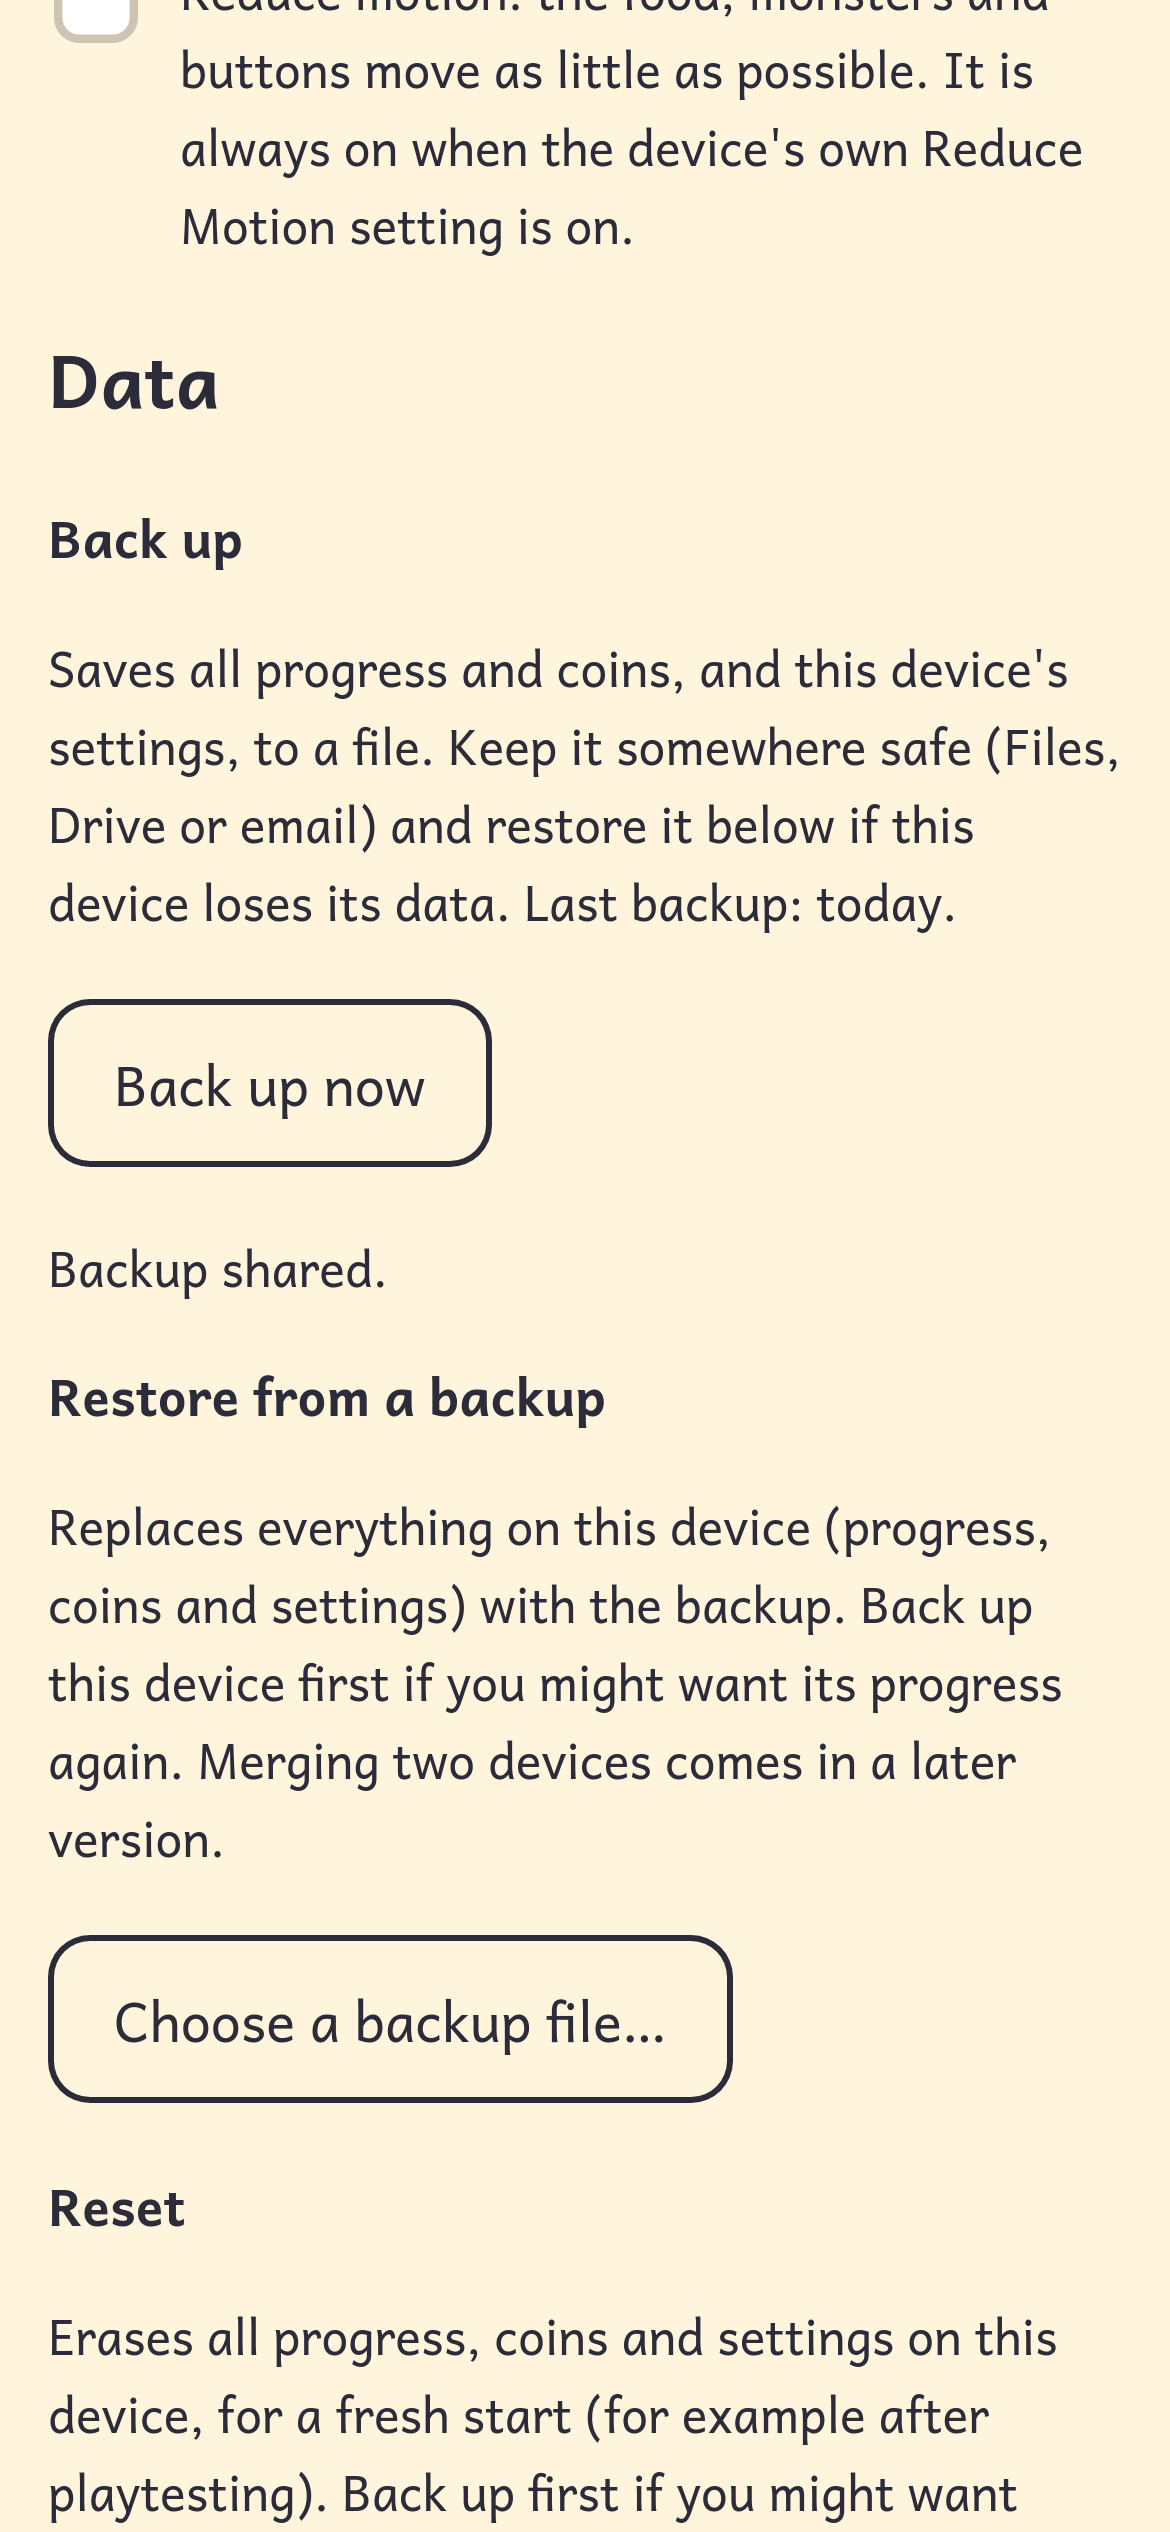 Reduce motion: the food, monsters and
buttons move as little as possible. It is
always on when the device's own Reduce
Motion setting is on.
Data
Back up
Saves all progress and coins, and this device's
settings, to a file. Keep it somewhere safe (Files,
Drive or email) and restore it below if this
device loses its data. Last backup: today.
Back up now
Backup shared.
Restore from a backup
Replaces everything on this device (progress,
coins and settings) with the backup. Back up
this device first if you might want its progress
again. Merging two devices comes in a later
version.
Choose a backup file...
Reset
Erases all progress, coins and settings on this
device, for a fresh start (for example after
playtesting). Back up first if you might want